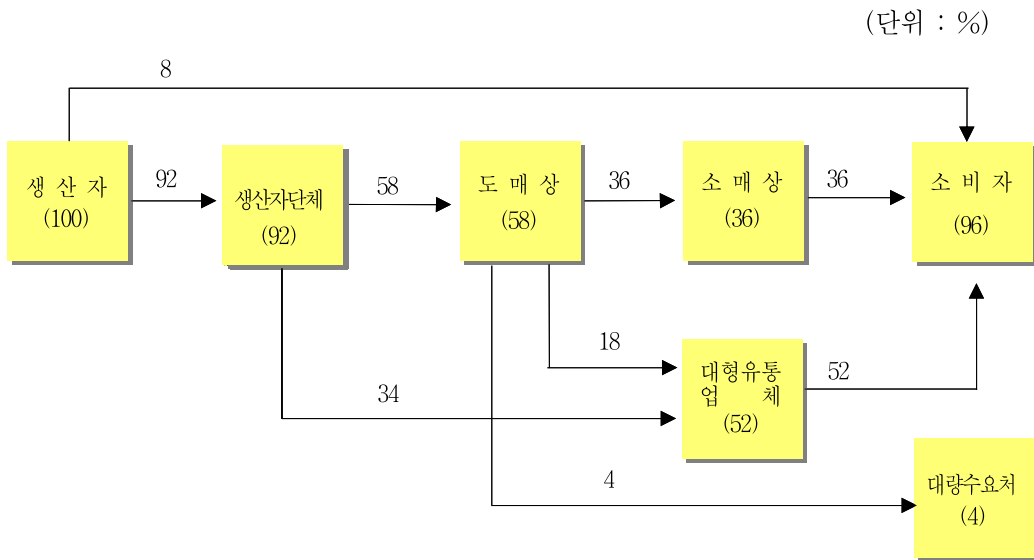 (단위 : %)
8
생 산 자
(100)
92
생산자단체
(92)
58
도 매 상
(58)
36
소 매 상
(36)
36
소 비 자
(96)
18
34
대형유통
업 체
(52)
52
4
대량수요처
(4)